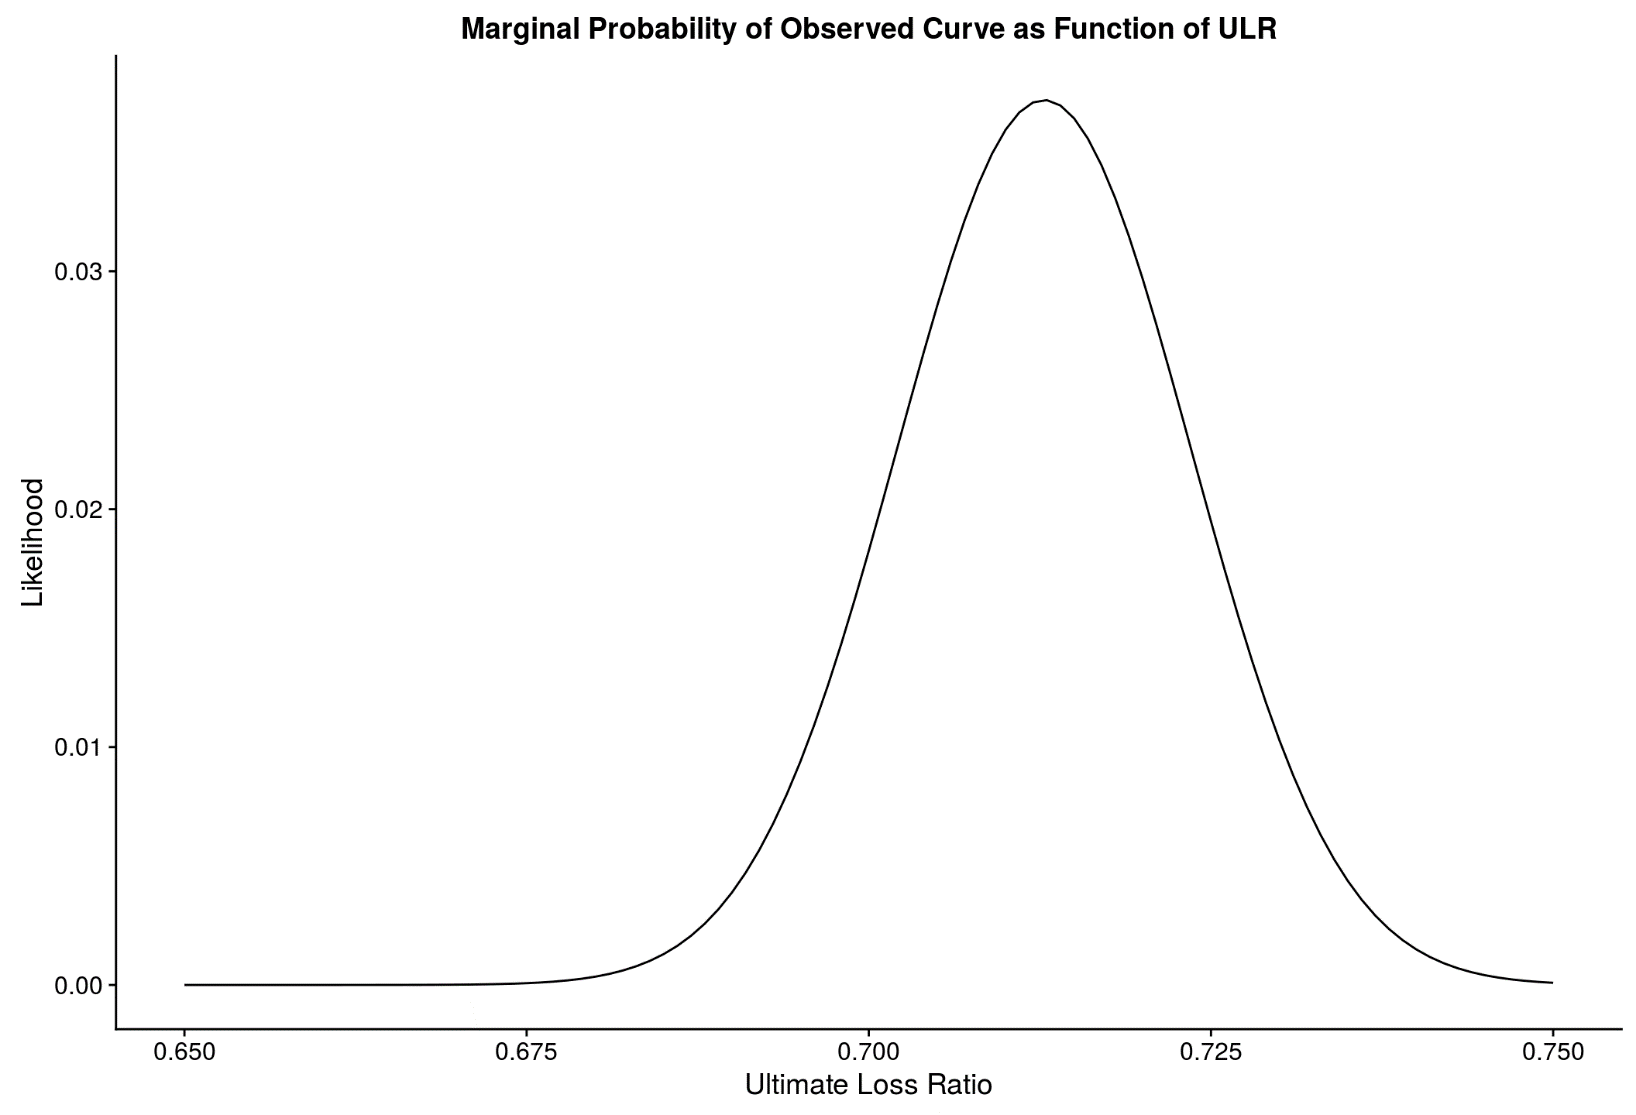 Marginal Probability of Observed Curve as Function of ULR
Likelihood
0.03
0.02
0.01
0.00
0.650 0.675 0.700 0.725 0.750
Ultimate Loss Ratio